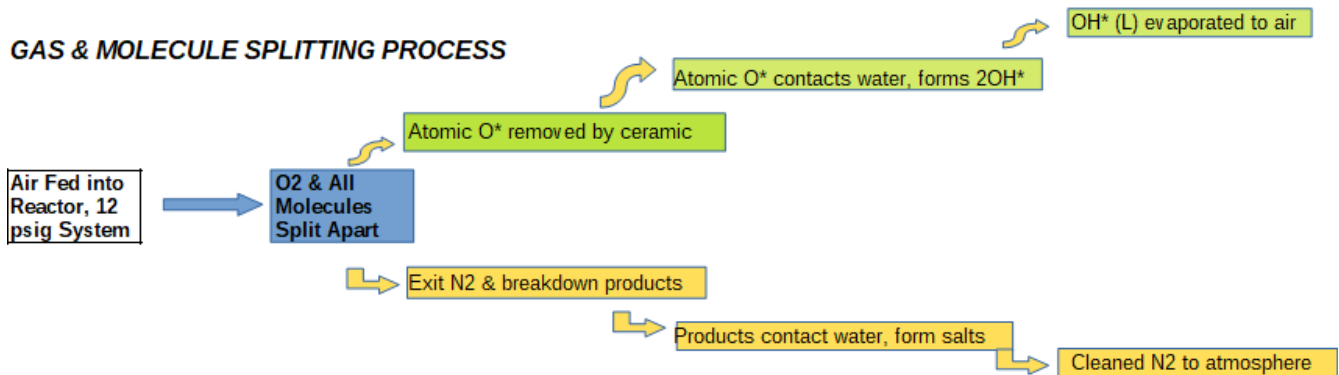 GAS & MOLECULE SPLITTING PROCESS
OH* (L) evaporated to air
Atomic O* contacts water, forms 2OH*
Atomic O* removed by ceramic
Air Fed into
Reactor, 12
psig System
O2 & All
Molecules
Split Apart
Exit N2 & breakdown products
Products contact water, form salts
Cleaned N2 to atmosphere